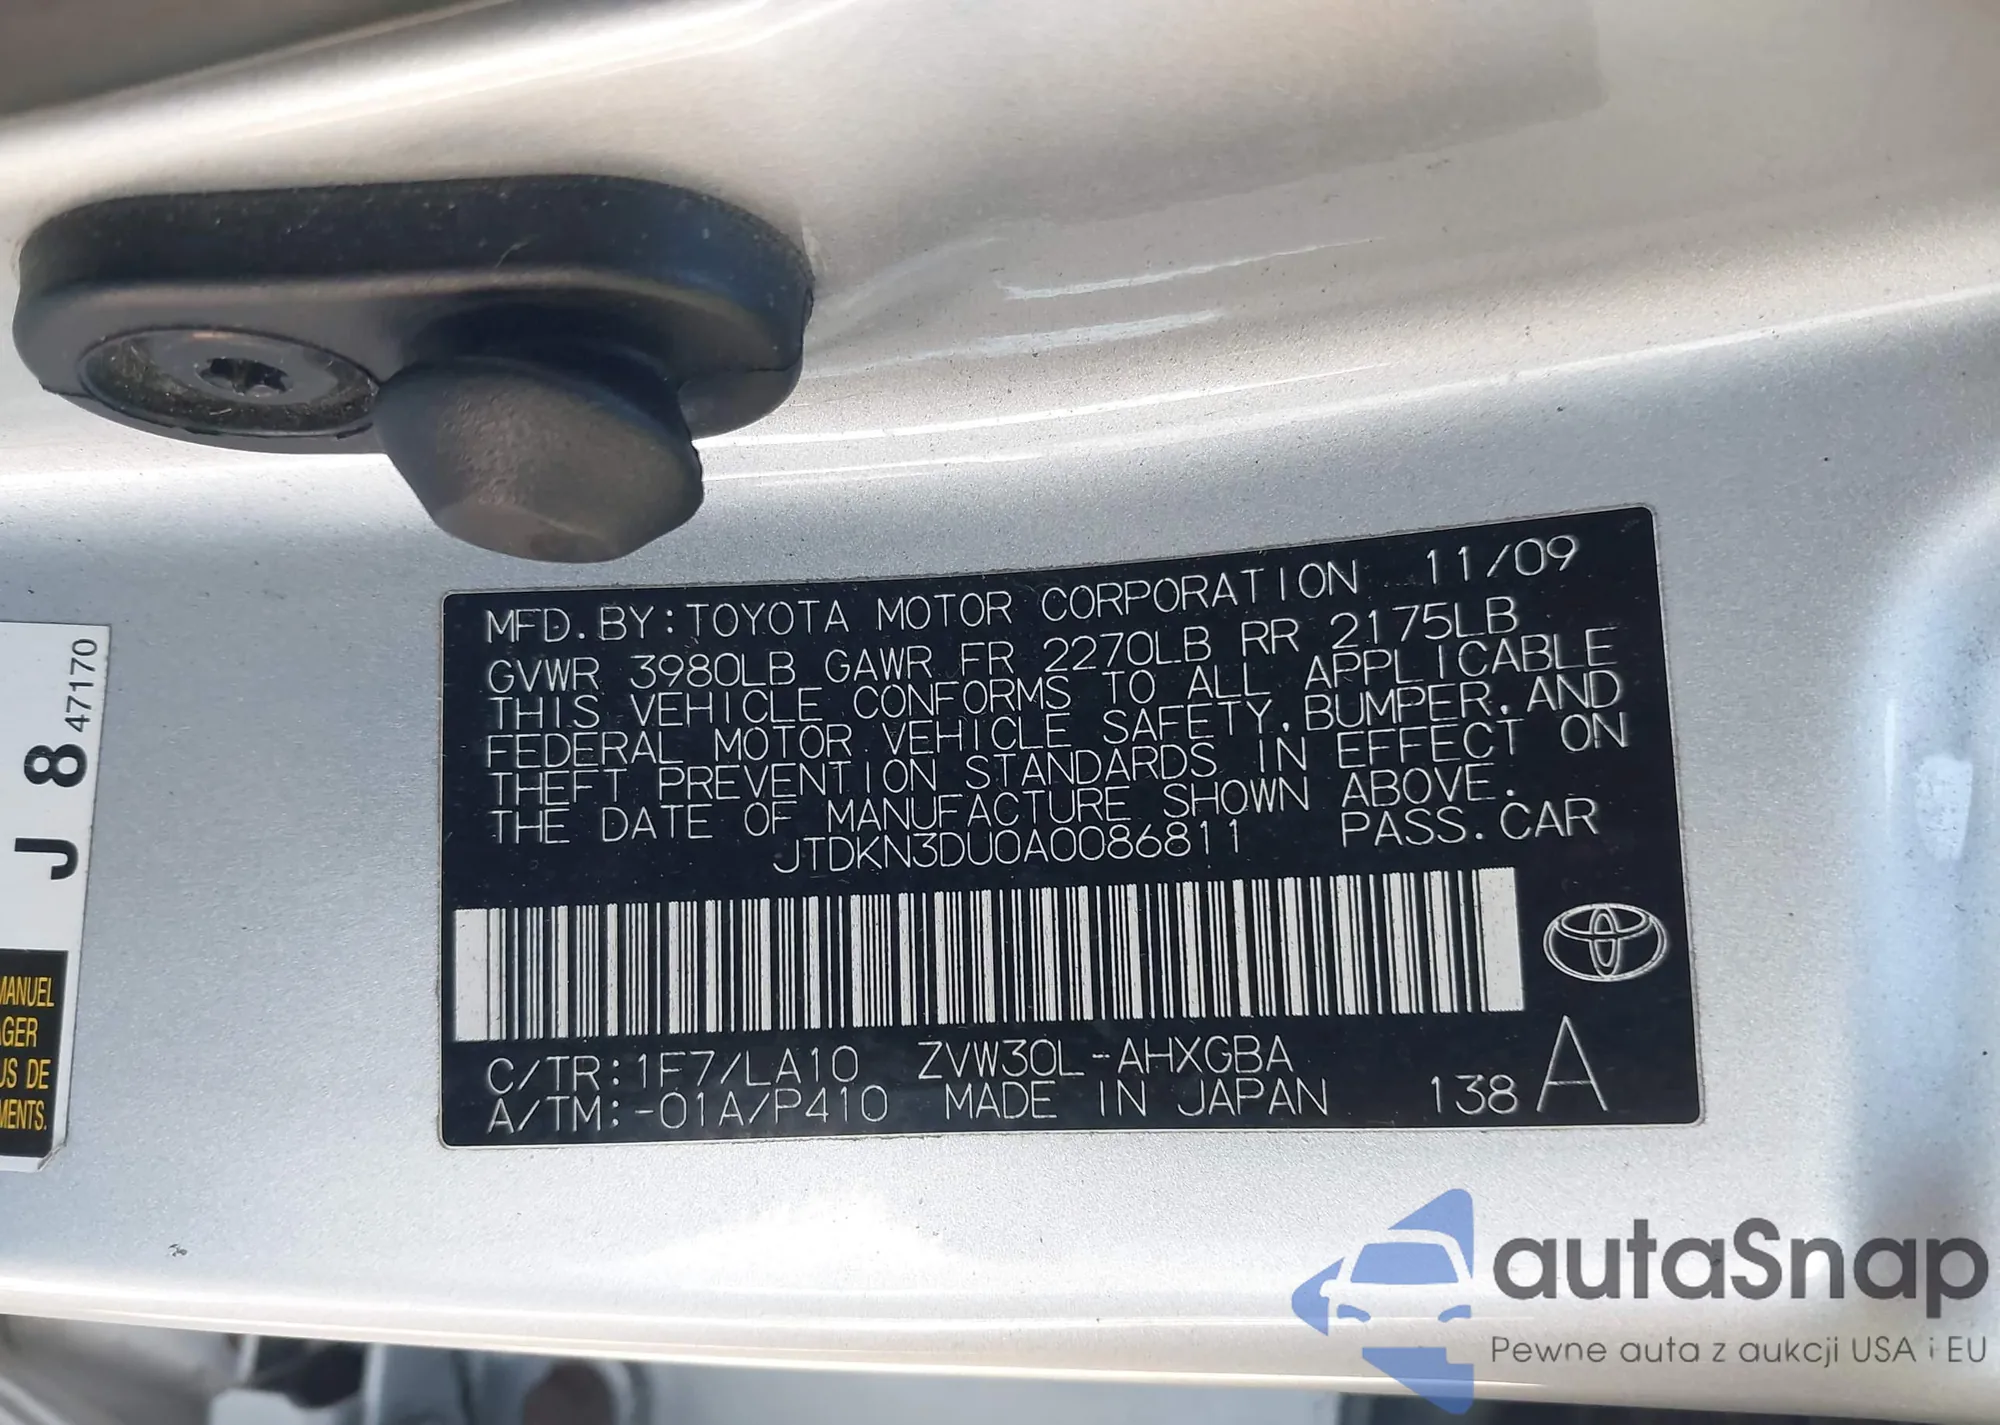 MFD. BY: TOYOTA MOTOR CORPORATION 11/09
GVWR 3980LB GAWR FR 2270LB RR 2175LB
THIS VEHICLE CONFORMS TO ALL APPLICABLE
FEDERAL MOTOR VEHICLE SAFETY, BUMPER, AND
THEFT PREVENTION STANDARDS IN EFFECT ON
THE DATE OF MANUFACTURE SHOWN ABOVE.
JTDKN3DU0A0086811 PASS. CAR
C/TR: 1F7/LA10 ZVW30L-AHXGBA
A/TM: -01A/P410 MADE IN JAPAN 138 A
J 8 47170
MANUEL
US DE
autaSnap
Pewne auta z aukcji USA i EU